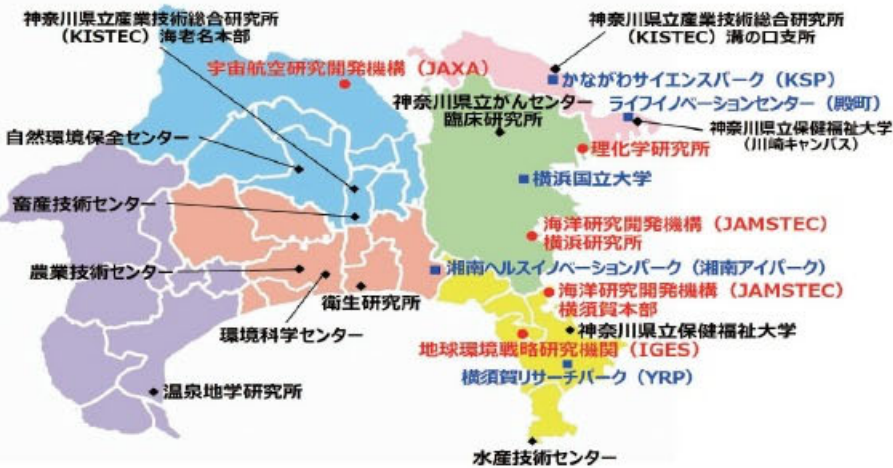 神奈川県立産業技術総合研究所
(KISTEC)海老名本部
神奈川県立産業技術総合研究所
(KISTEC)溝の口支所
宇宙航空研究開発機構(JAXA)
かながわサイエンスパーク(KSP)
神奈川県立がんセンター
臨床研究所
ライフイノベーションセンター(殿町)
神奈川県立保健福祉大学
(川崎キャンパス)
自然環境保全センター
理化学研究所
横浜国立大学
畜産技術センター
海洋研究開発機構(JAMSTEC)
横浜研究所
農業技術センター
湘南ヘルスイノベーションパーク(湘南アイパーク)
衛生研究所
海洋研究開発機構(JAMSTEC)
横須賀本部
環境科学センター
神奈川県立保健福祉大学
地球環境戦略研究機関(IGES)
横須賀リサーチパーク(YRP)
温泉地学研究所
水産技術センター